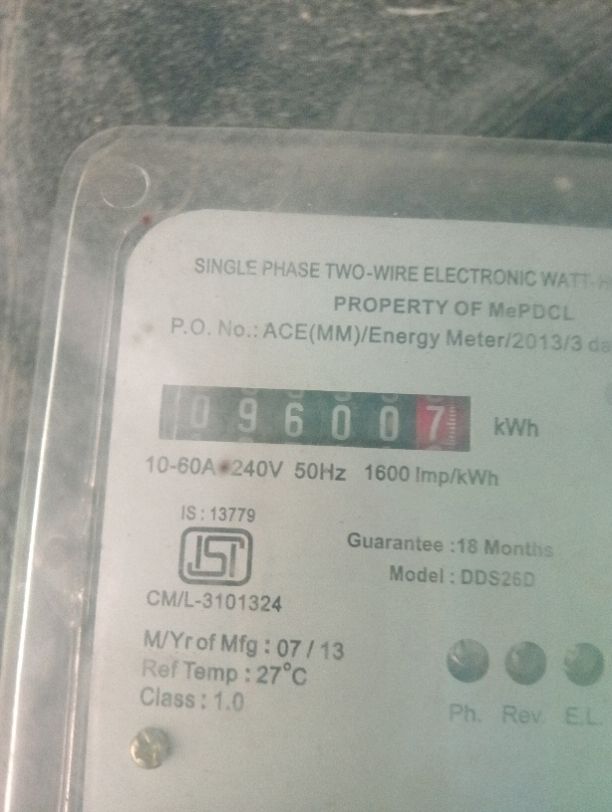 SINGLE PHASE TWO-WIRE ELECTRONIC WATT-H
PROPERTY OF MePDCL
P.O. No.: ACE(MM)/Energy Meter/2013/3 da
096007 kWh
10-60A 240V 50Hz 1600 Imp/kWh
IS : 13779
ISI
CM/L-3101324
Guarantee :18 Months
Model : DDS26D
M/Yr of Mfg : 07 / 13
Ref Temp : 27°C
Class : 1.0
Ph. Rev. E.L.